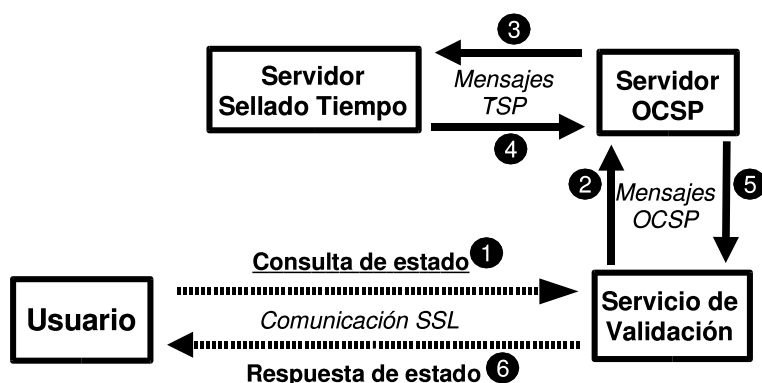 3
Servidor
Sellado Tiempo
Mensajes
TSP
Servidor
OCSP
4
2
Mensajes
OCSP
5
Consulta de estado 1
Usuario
Comunicación SSL
Servicio de
Validación
Respuesta de estado 6